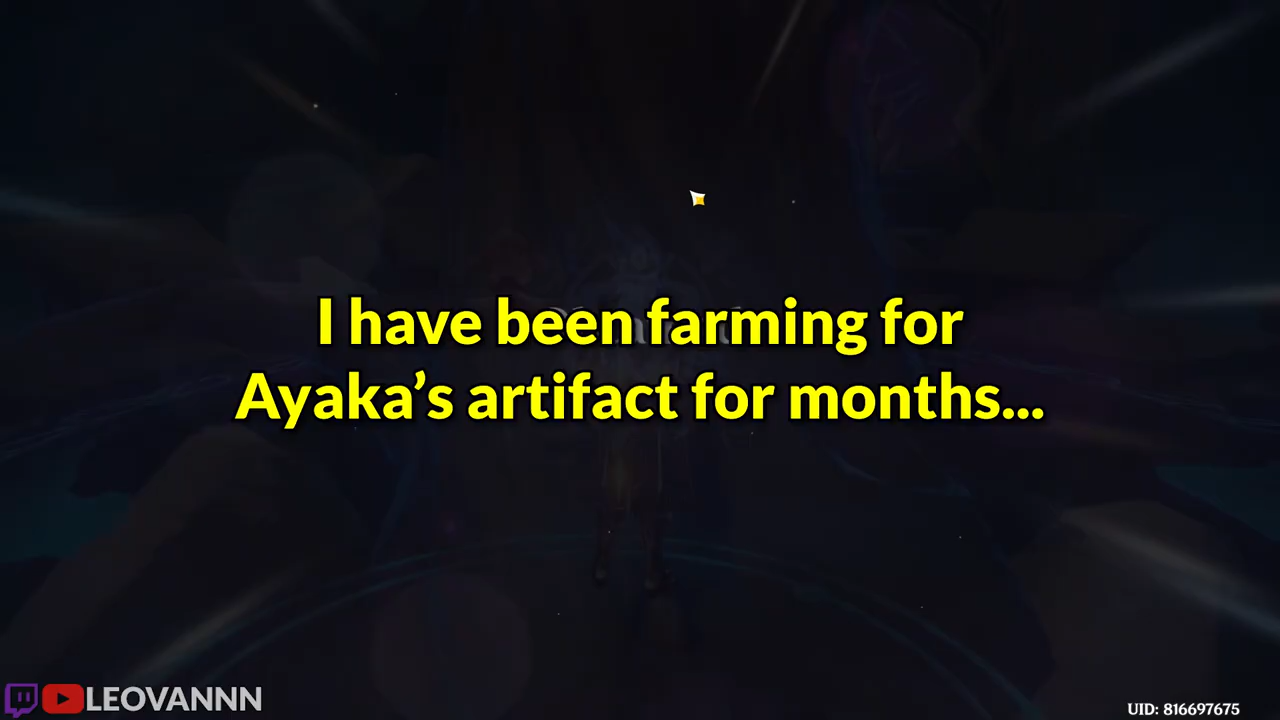 I have been farming for
Ayaka’s artifact for months...
LEOVANNN
UID: 816697675